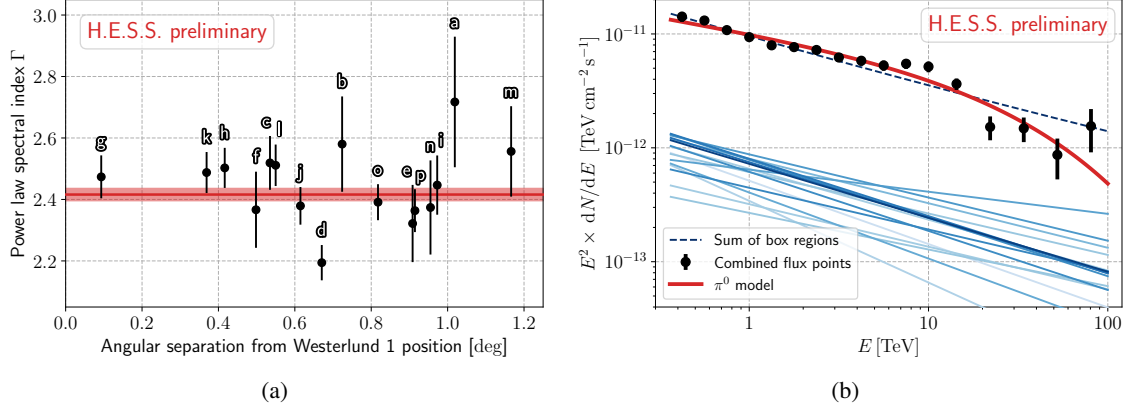 H.E.S.S. preliminary
Power law spectral index Γ
3.0
2.8
2.6
2.4
2.2
g
k
h
f
c
l
j
d
b
o
e
p
n
i
a
m
0.0 0.2 0.4 0.6 0.8 1.0 1.2
Angular separation from Westerlund 1 position [deg]
(a)
H.E.S.S. preliminary
E² × dN/dE [TeV cm⁻² s⁻¹]
10⁻¹¹
10⁻¹²
10⁻¹³
Sum of box regions
Combined flux points
π⁰ model
1 10 100
E [TeV]
(b)